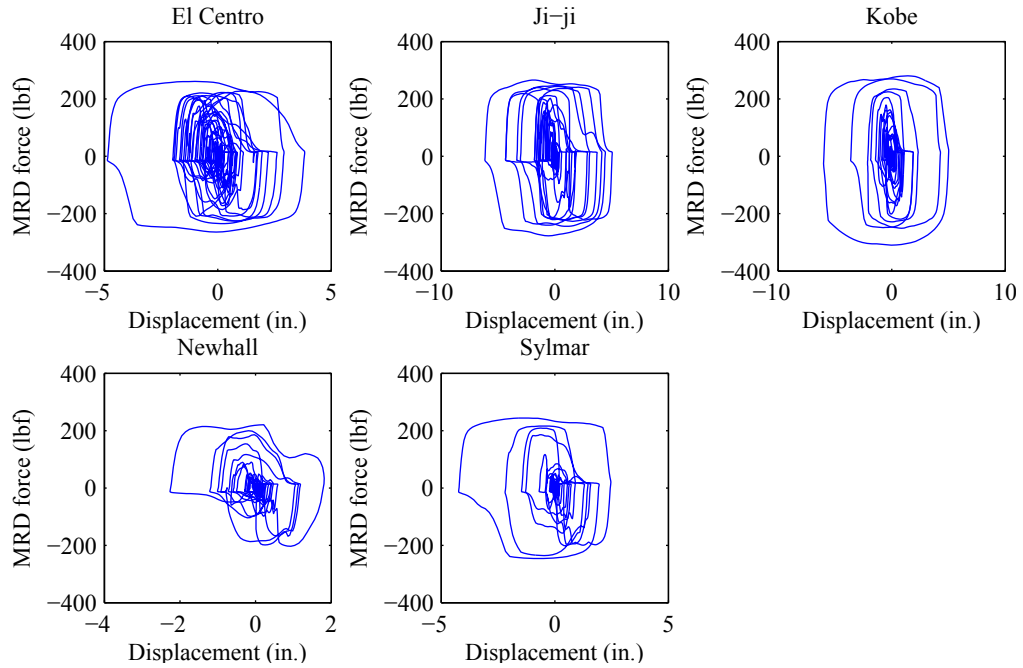 El Centro
400
200
0
−200
−400
−5
0
5
MRD force (lbf)
Displacement (in.)
Ji−ji
400
200
0
−200
−400
−10
0
10
MRD force (lbf)
Displacement (in.)
Kobe
400
200
0
−200
−400
−10
0
10
MRD force (lbf)
Displacement (in.)
Newhall
400
200
0
−200
−400
−4
−2
0
2
MRD force (lbf)
Displacement (in.)
Sylmar
400
200
0
−200
−400
−5
0
5
MRD force (lbf)
Displacement (in.)